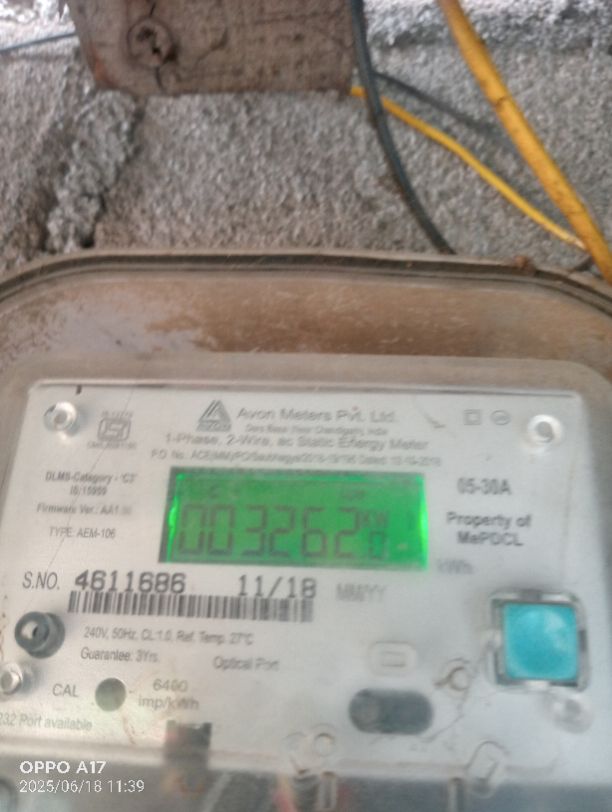 Avon Meters Pvt. Ltd.
1-Phase, 2-Wire, ac Static Energy Meter
DLMS-Category - 'C3'
IS/15959
05-30A
Firmware Ver.: AA1
TYPE: AEM-106
003262
KW
Property of
MePDCL
kWh
S.NO. 4611686 11/18 MM/YY
240V, 50Hz, CL:1.0, Ref. Temp. 27°C
Guarantee: 3Yrs.
Optical Port
CAL
6400
imp/kWh
232 Port available
OPPO A17
2025/06/18 11:39